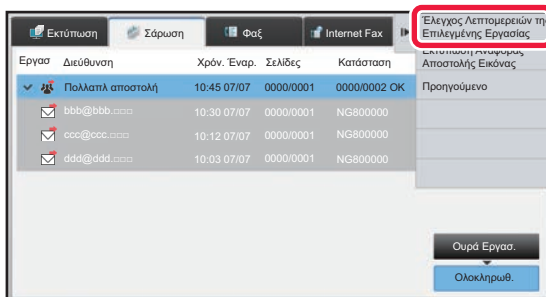 Εκτύπωση
Σάρωση
Φαξ
Internet Fax
Έλεγχος Λεπτομερειών της
Επιλεγμένης Εργασίας
Εκτύπωση Αναφοράς
Αποστολής Εικόνας
Προηγούμενο
Εργασ Διεύθυνση Χρόν. Έναρ. Σελίδες Κατάσταση
Πολλαπλ αποστολή 10:45 07/07 0000/0001 0000/0002 OK
bbb@bbb.□□□ 10:30 07/07 0000/0001 NG800000
ccc@ccc.□□□ 10:12 07/07 0000/0001 NG800000
ddd@ddd.□□□ 10:03 07/07 0000/0001 NG800000
Ουρά Εργασ.
Ολοκληρωθ.